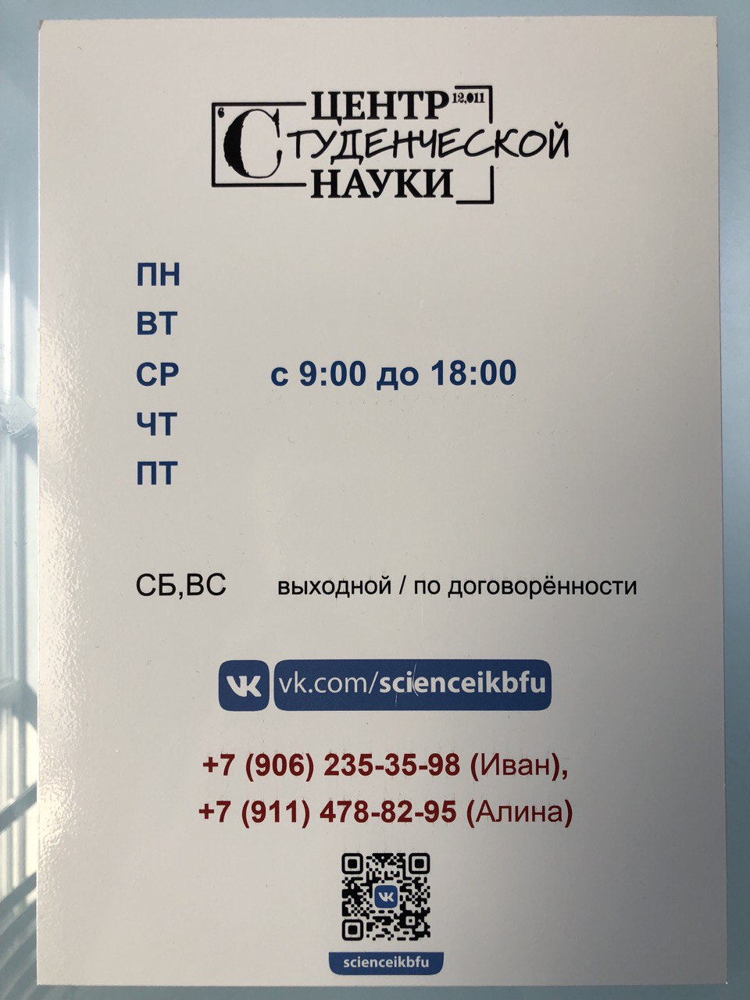 ЦЕНТР 12,011
6 СТУДЕНЧЕСКОЙ
НАУКИ
ПН
ВТ
СР с 9:00 до 18:00
ЧТ
ПТ
СБ,ВС выходной / по договорённости
vk.com/scienceikbfu
+7 (906) 235-35-98 (Иван),
+7 (911) 478-82-95 (Алина)
scienceikbfu